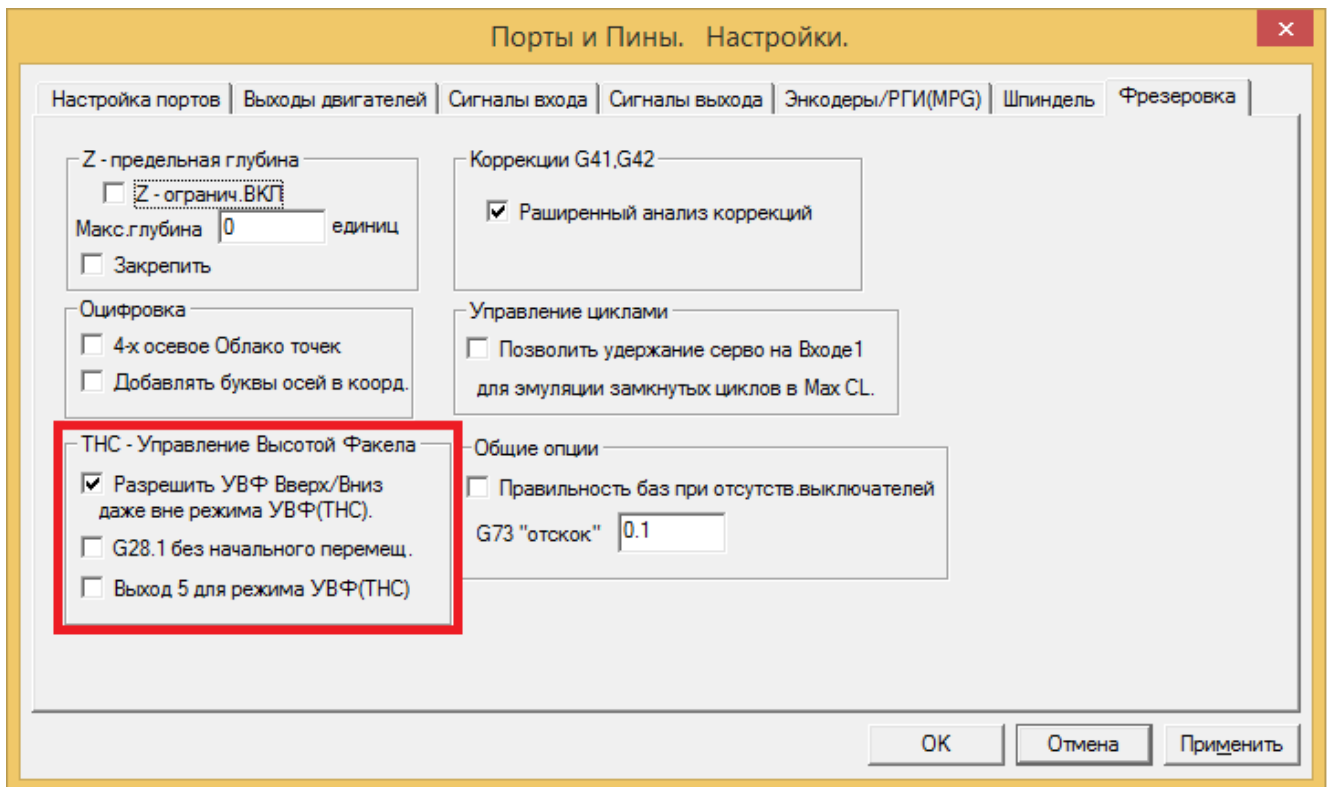 Порты и Пины. Настройки.
Настройка портов
Выходы двигателей
Сигналы входа
Сигналы выхода
Энкодеры/РГИ(MPG)
Шпиндель
Фрезеровка
Z - предельная глубина
Z - огранич.ВКЛ
Макс.глубина 0 единиц
Закрепить
Коррекции G41,G42
Раширенный анализ коррекций
Оцифровка
4-х осевое Облако точек
Добавлять буквы осей в коорд.
Управление циклами
Позволить удержание серво на Входе1
для эмуляции замкнутых циклов в Max CL.
THC - Управление Высотой Факела
Разрешить УВФ Вверх/Вниз
даже вне режима УВФ(THC).
G28.1 без начального перемещ.
Выход 5 для режима УВФ(THC)
Общие опции
Правильность баз при отсутств.выключателей
G73 "отскок" 0.1
OK
Отмена
Применить